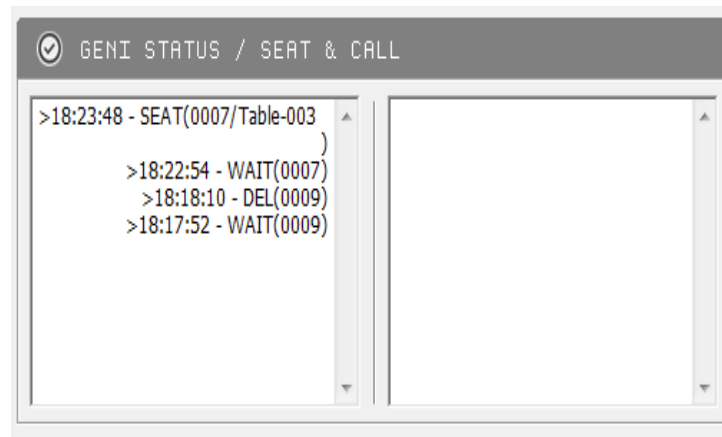 GENI STATUS / SEAT & CALL
>18:23:48 - SEAT(0007/Table-003
)
>18:22:54 - WAIT(0007)
>18:18:10 - DEL(0009)
>18:17:52 - WAIT(0009)